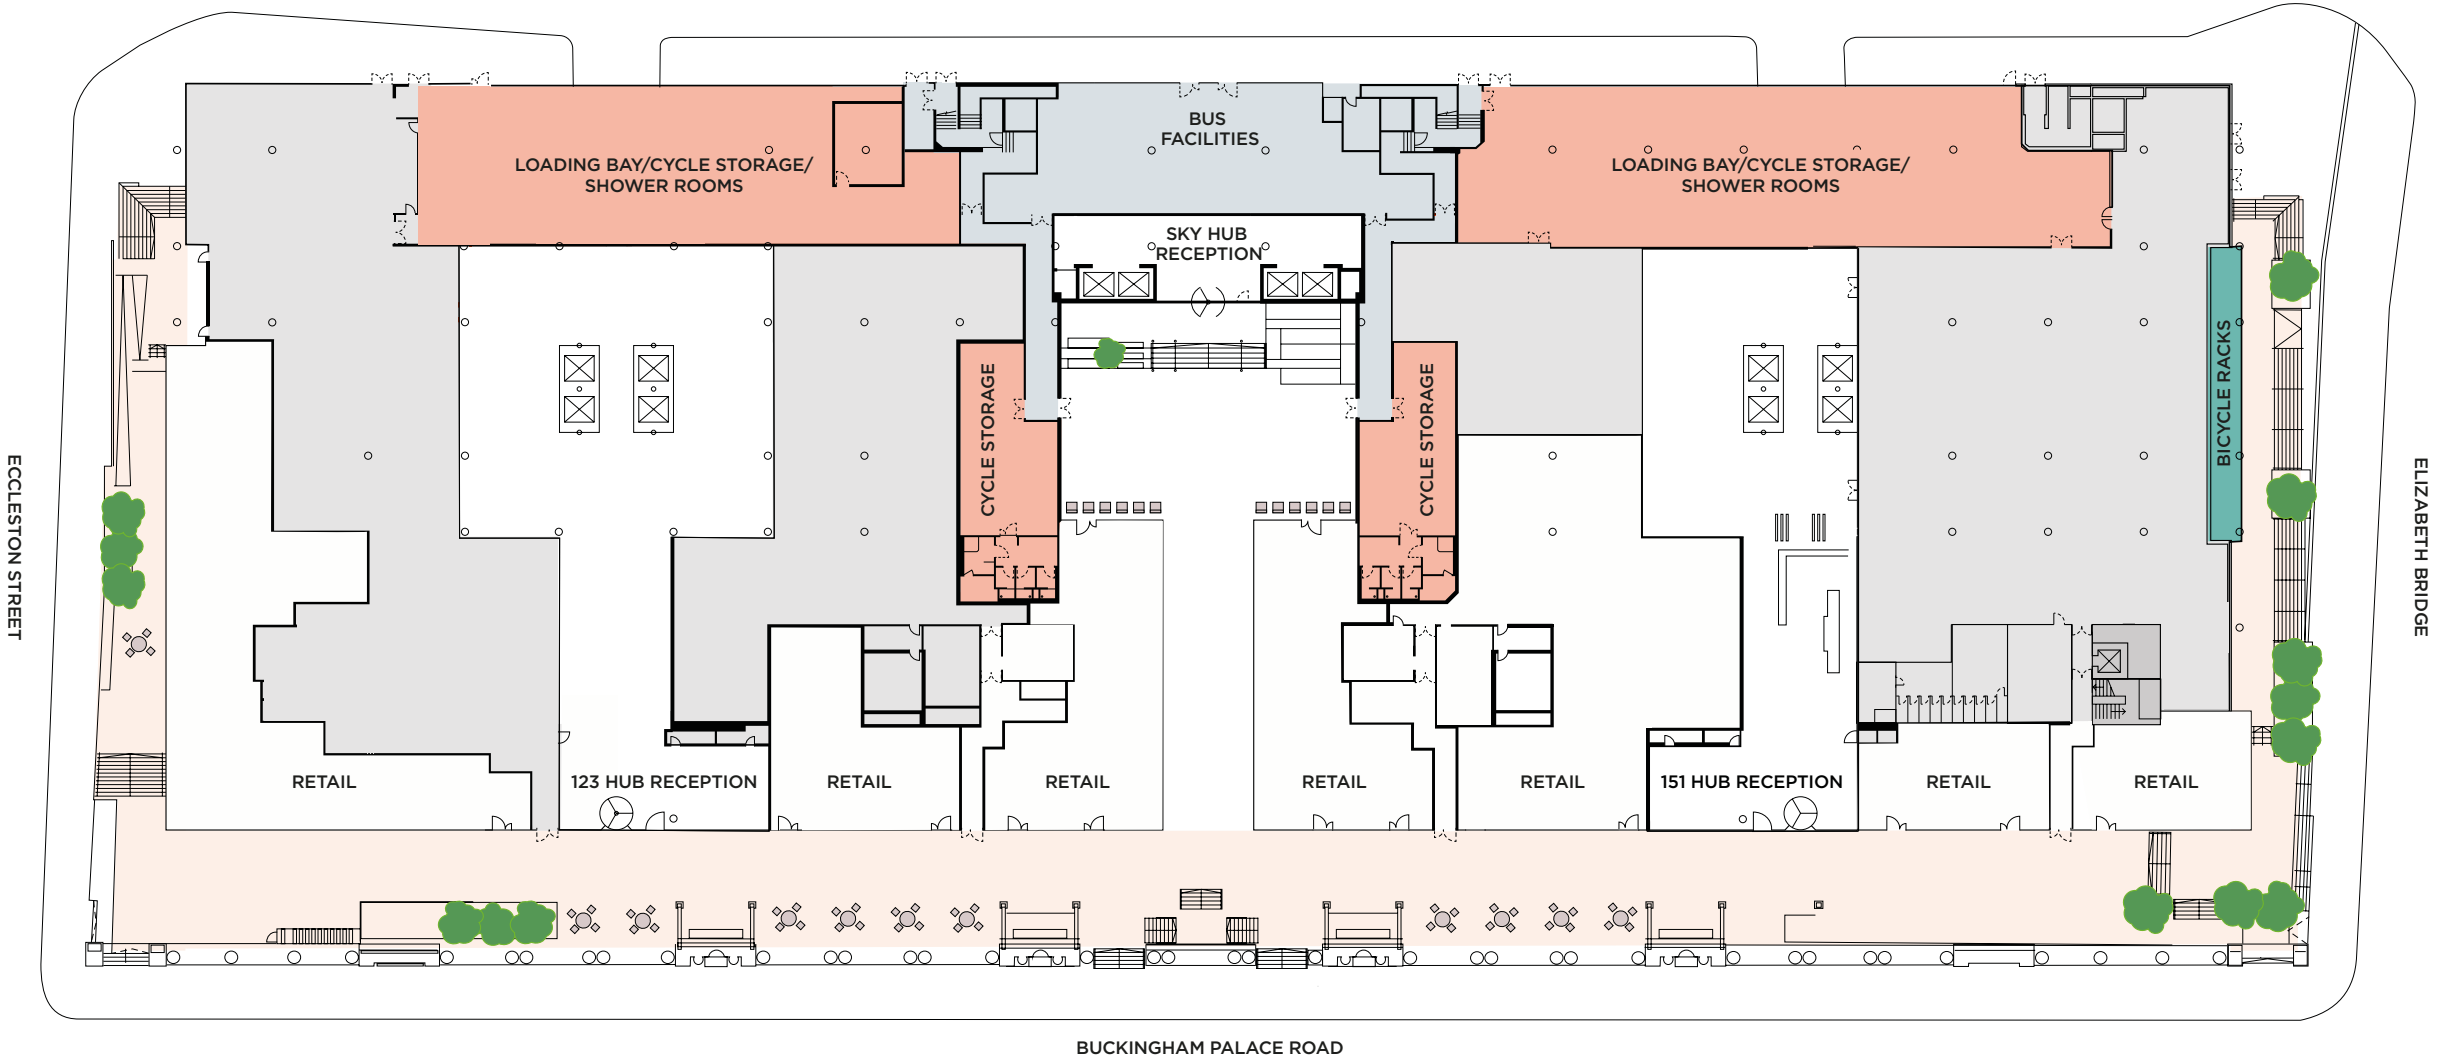 BUS
FACILITIES
LOADING BAY/CYCLE STORAGE/
SHOWER ROOMS
LOADING BAY/CYCLE STORAGE/
SHOWER ROOMS
SKY HUB
RECEPTION
CYCLE STORAGE
CYCLE STORAGE
BICYCLE RACKS
ECCLESTON STREET
ELIZABETH BRIDGE
RETAIL
123 HUB RECEPTION
RETAIL
RETAIL
RETAIL
RETAIL
151 HUB RECEPTION
RETAIL
RETAIL
BUCKINGHAM PALACE ROAD